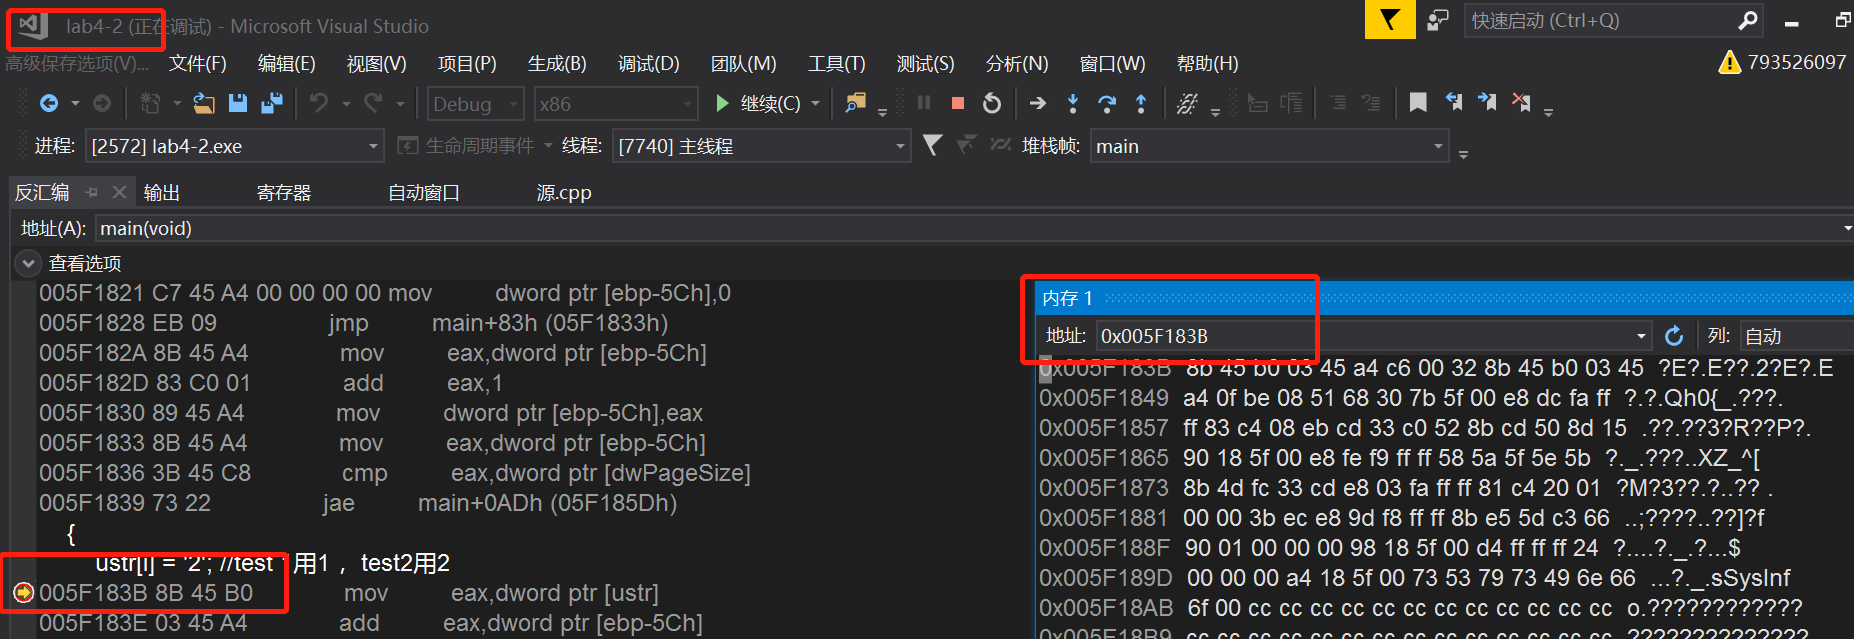 lab4-2 (正在调试) - Microsoft Visual Studio
快速启动 (Ctrl+Q)
高级保存选项(V)... 文件(F) 编辑(E) 视图(V) 项目(P) 生成(B) 调试(D) 团队(M) 工具(T) 测试(S) 分析(N) 窗口(W) 帮助(H) 793526097
Debug x86 继续(C)
进程: [2572] lab4-2.exe 生命周期事件 线程: [7740] 主线程 堆栈帧: main
反汇编 输出 寄存器 自动窗口 源.cpp
地址(A): main(void)
查看选项
005F1821 C7 45 A4 00 00 00 00 mov dword ptr [ebp-5Ch],0
005F1828 EB 09 jmp main+83h (05F1833h)
005F182A 8B 45 A4 mov eax,dword ptr [ebp-5Ch]
005F182D 83 C0 01 add eax,1
005F1830 89 45 A4 mov dword ptr [ebp-5Ch],eax
005F1833 8B 45 A4 mov eax,dword ptr [ebp-5Ch]
005F1836 3B 45 C8 cmp eax,dword ptr [dwPageSize]
005F1839 73 22 jae main+0ADh (05F185Dh)
{
ustr[i] = '2'; //test 用1 ，test2用2
005F183B 8B 45 B0 mov eax,dword ptr [ustr]
005F183E 03 45 A4 add eax,dword ptr [ebp-5Ch]
内存 1
地址: 0x005F183B 列: 自动
0x005F183B 8b 45 b0 03 45 a4 c6 00 32 8b 45 b0 03 45 ?E?.E??.2?E?.E
0x005F1849 a4 0f be 08 51 68 30 7b 5f 00 e8 dc fa ff ?.?.Qh0{_.???.
0x005F1857 ff 83 c4 08 eb cd 33 c0 52 8b cd 50 8d 15 .??.??3?R??P?.
0x005F1865 90 18 5f 00 e8 fe f9 ff ff 58 5a 5f 5e 5b ?._.???..XZ_^[
0x005F1873 8b 4d fc 33 cd e8 03 fa ff ff 81 c4 20 01 ?M?3??.?..?? .
0x005F1881 00 00 3b ec e8 9d f8 ff ff 8b e5 5d c3 66 ..;????..??]?f
0x005F188F 90 01 00 00 00 98 18 5f 00 d4 ff ff ff 24 ?....?._.?...$
0x005F189D 00 00 00 a4 18 5f 00 73 53 79 73 49 6e 66 ...?._.sSysInf
0x005F18AB 6f 00 cc cc cc cc cc cc cc cc cc cc cc cc o.????????????
0x005F18B9 cc cc cc cc cc cc cc cc cc cc cc cc cc cc ??????????????